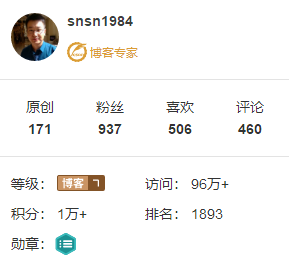 snsn1984
博客专家
原创 粉丝 喜欢 评论
171 937 506 460
等级： 博客 7 访问： 96万+
积分： 1万+ 排名： 1893
勋章：